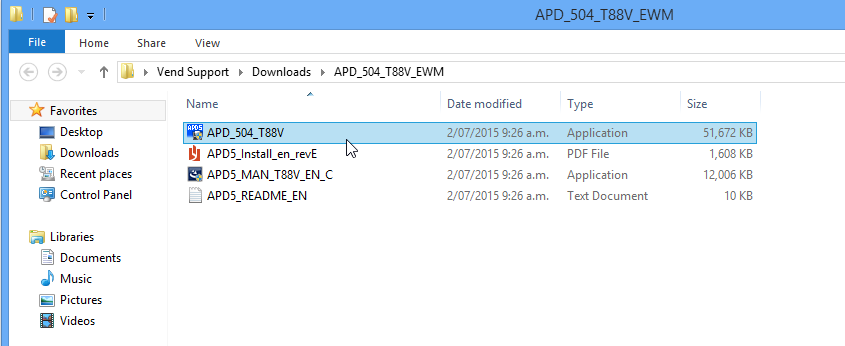 APD_504_T88V_EWM
File Home Share View
Vend Support Downloads APD_504_T88V_EWM
Favorites
Desktop
Downloads
Recent places
Control Panel
Libraries
Documents
Music
Pictures
Videos
Name Date modified Type Size
APD5 APD_504_T88V 2/07/2015 9:26 a.m. Application 51,672 KB
APD5_Install_en_revE 2/07/2015 9:26 a.m. PDF File 1,608 KB
APD5_MAN_T88V_EN_C 2/07/2015 9:26 a.m. Application 12,006 KB
APD5_README_EN 2/07/2015 9:26 a.m. Text Document 10 KB